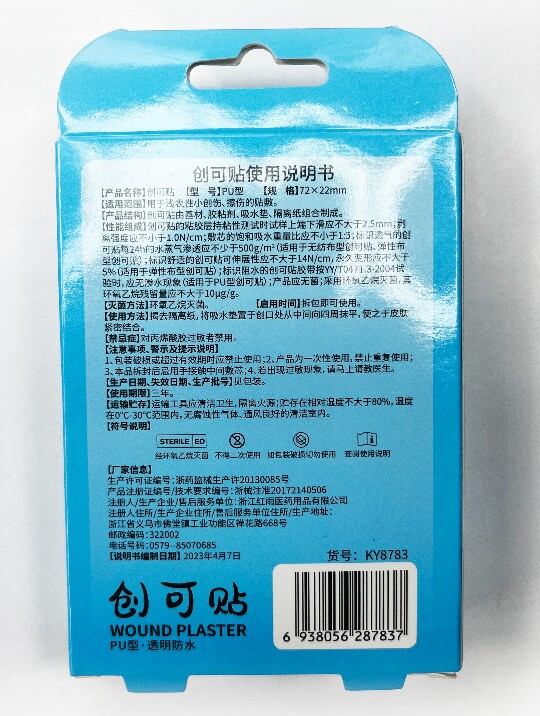 创可贴使用说明书
【产品名称】创可贴 【型 号】PU型 【规 格】72×22mm
【适用范围】用于浅表性小创伤、擦伤的贴敷。
【产品结构】创可贴由基材、胶粘剂、吸水垫、隔离纸组合制成。
【性能组成】创可贴的粘胶层持粘性测试时试样上端下滑应不大于2.5mm；剥
离强度应不小于1.0N/cm；敷芯的饱和吸水量量比应不小于1:5；标识透气的创
可贴每24h的水蒸气渗透应不少于500g/m²(适用于无纺布型创可贴、弹性布
型创可贴)；标识舒适的创可贴可伸展性应不大于14N/cm，永久变形应不大于
5%(适用于弹性布型创可贴)；标识阻水的创可贴胶带按YY/T0471.3-2004试
验时，应无渗水现象(适用于PU型创可贴)；产品应无菌；采用环氧乙烷灭菌，其
环氧乙烷残留量应不大于10μg/g。
【灭菌方法】环氧乙烷灭菌。 【启用时间】拆包即可使用。
【使用方法】揭去隔离纸，将吸水垫置于创口处从中间向四周抹平，使之于皮肤
紧密结合。
【禁忌症】对丙烯酸胶过敏者禁用。
【注意事项、警示及提示说明】
1、包装破损或超过有效期时应禁止使用；2、产品为一次性使用，禁止重复使用；
3、本品拆封后忌用手接触中间敷芯；4、若出现过敏现象，请马上请教医生。
【生产日期、失效日期、生产批号】见包装。
【使用期限】三年。
【运输贮存】运输工具应清洁卫生，隔离火源；贮存在相对湿度不大于80%，温度
在0℃-30℃范围内，无腐蚀性气体、通风良好的清洁室内。
【符号说明】
STERILE EO
经环氧乙烷灭菌 不得二次使用 如包装破损切勿使用 查阅使用说明
【厂家信息】
生产许可证编号：浙药监械生产许20130085号
产品注册证编号/技术要求编号：浙械注准20172140506
注册人/生产企业/售后服务单位：浙江红雨医药用品有限公司
注册人住所/生产企业住所/售后服务单位住所/生产地址：
浙江省义乌市佛堂镇工业功能区禅花路668号
邮政编码：322002
电话号码：0579-85070685
【说明书编制日期】2023年4月7日
货号：KY8783
创可贴
WOUND PLASTER
PU型·透明防水
6 938056 287837